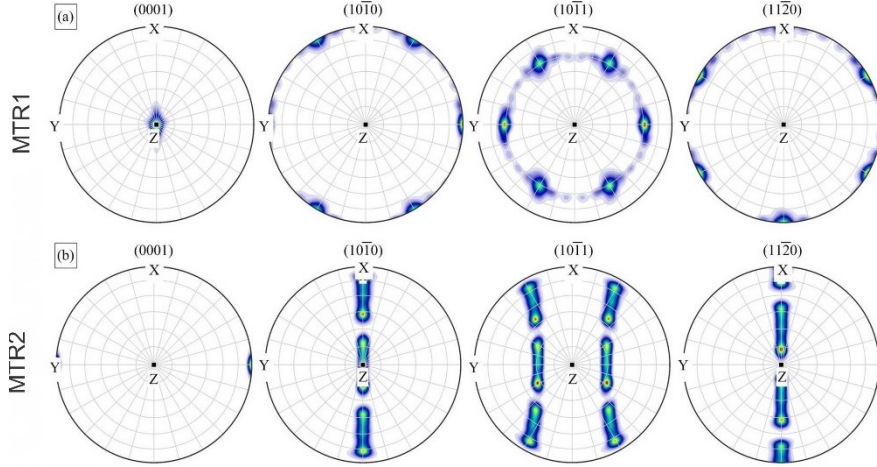 (a) (0001) (101̅0) (101̅1) (112̅0)
X X X X
MTR1
Y Z Y Z Y Z Y Z
(b) (0001) (101̅0) (101̅1) (112̅0)
X X X X
MTR2
Y Z Y Z Y Z Y Z